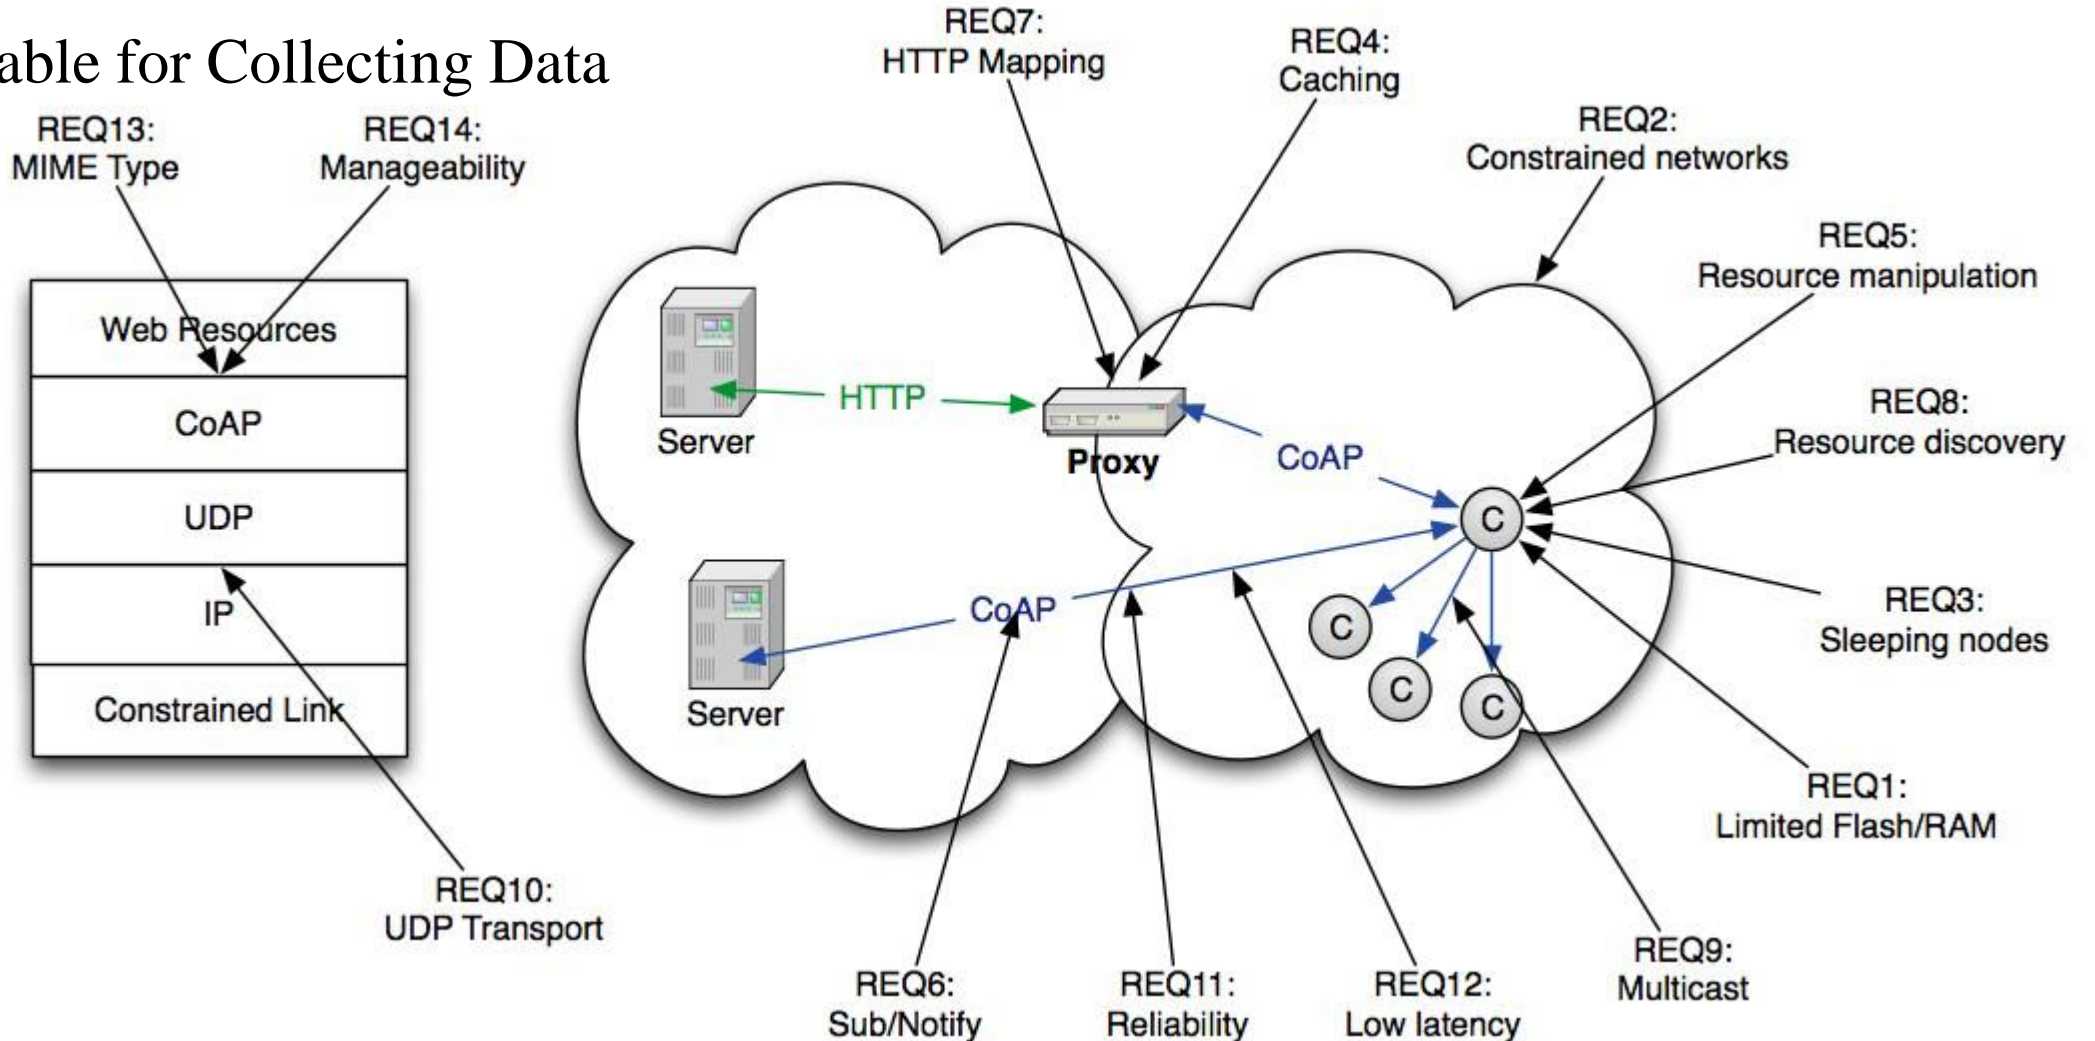 able for Collecting Data
REQ13:
MIME Type
REQ14:
Manageability
Web Resources
CoAP
UDP
IP
Constrained Link
REQ10:
UDP Transport
REQ7:
HTTP Mapping
REQ4:
Caching
REQ2:
Constrained networks
REQ5:
Resource manipulation
REQ8:
Resource discovery
REQ3:
Sleeping nodes
REQ1:
Limited Flash/RAM
REQ9:
Multicast
REQ12:
Low latency
REQ11:
Reliability
REQ6:
Sub/Notify
Server
HTTP
Proxy
CoAP
Server
CoAP
C
C
C
C